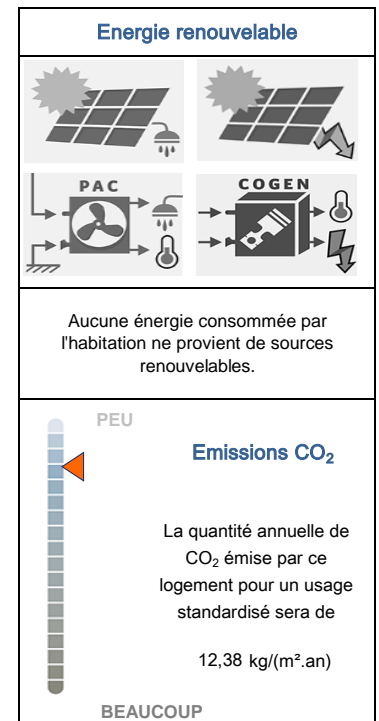 Energie renouvelable
PAC
COGEN
Aucune énergie consommée par
l'habitation ne provient de sources
renouvelables.
PEU
Emissions CO₂
La quantité annuelle de
CO₂ émise par ce
logement pour un usage
standardisé sera de
12,38 kg/(m².an)
BEAUCOUP